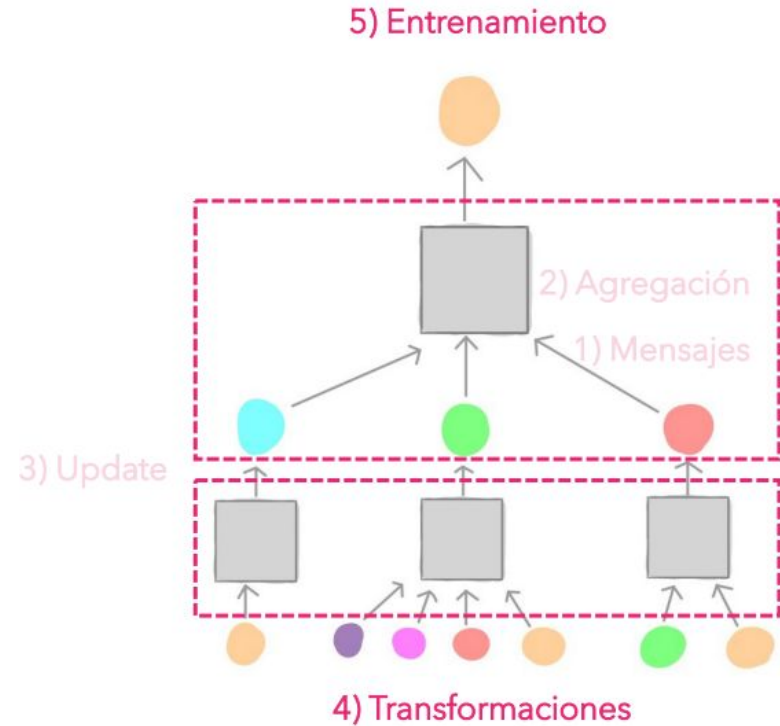 5) Entrenamiento
2) Agregación
1) Mensajes
3) Update
4) Transformaciones